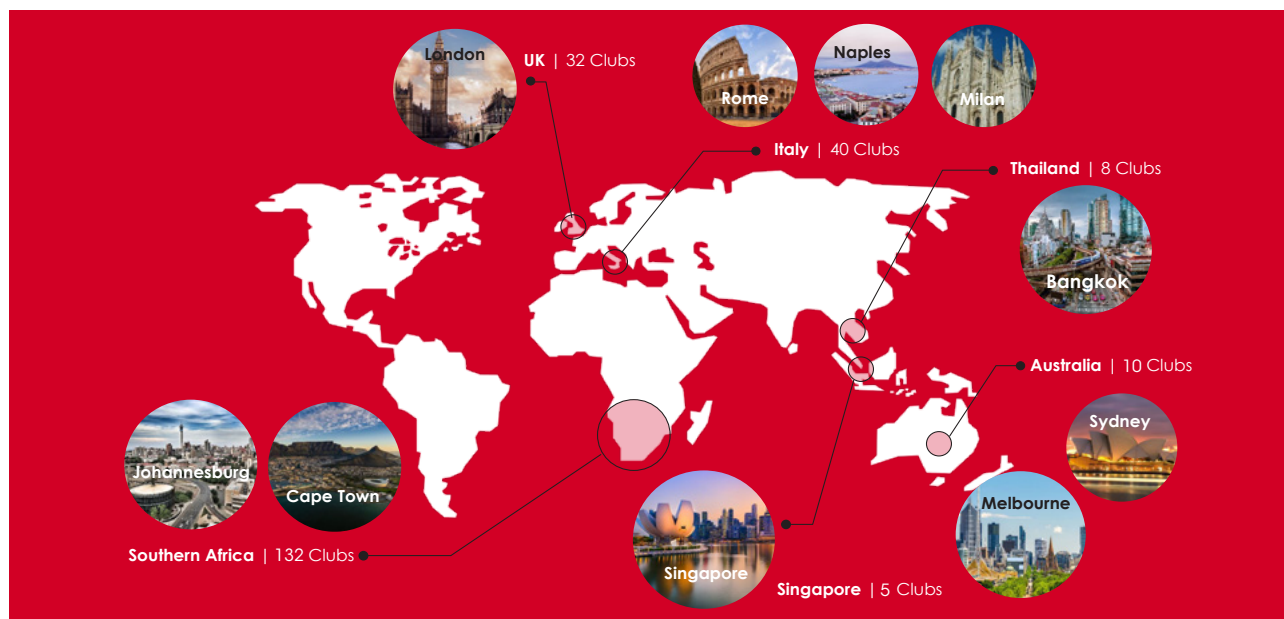 London
UK | 32 Clubs
Rome
Naples
Milan
Italy | 40 Clubs
Thailand | 8 Clubs
Bangkok
Australia | 10 Clubs
Sydney
Melbourne
Johannesburg
Cape Town
Southern Africa | 132 Clubs
Singapore
Singapore | 5 Clubs